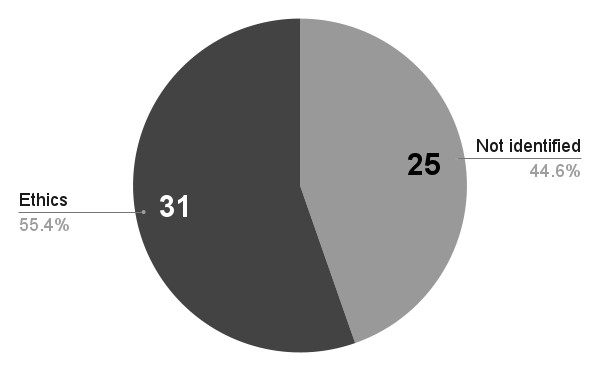 Not identified
44.6%
25
Ethics
55.4%
31